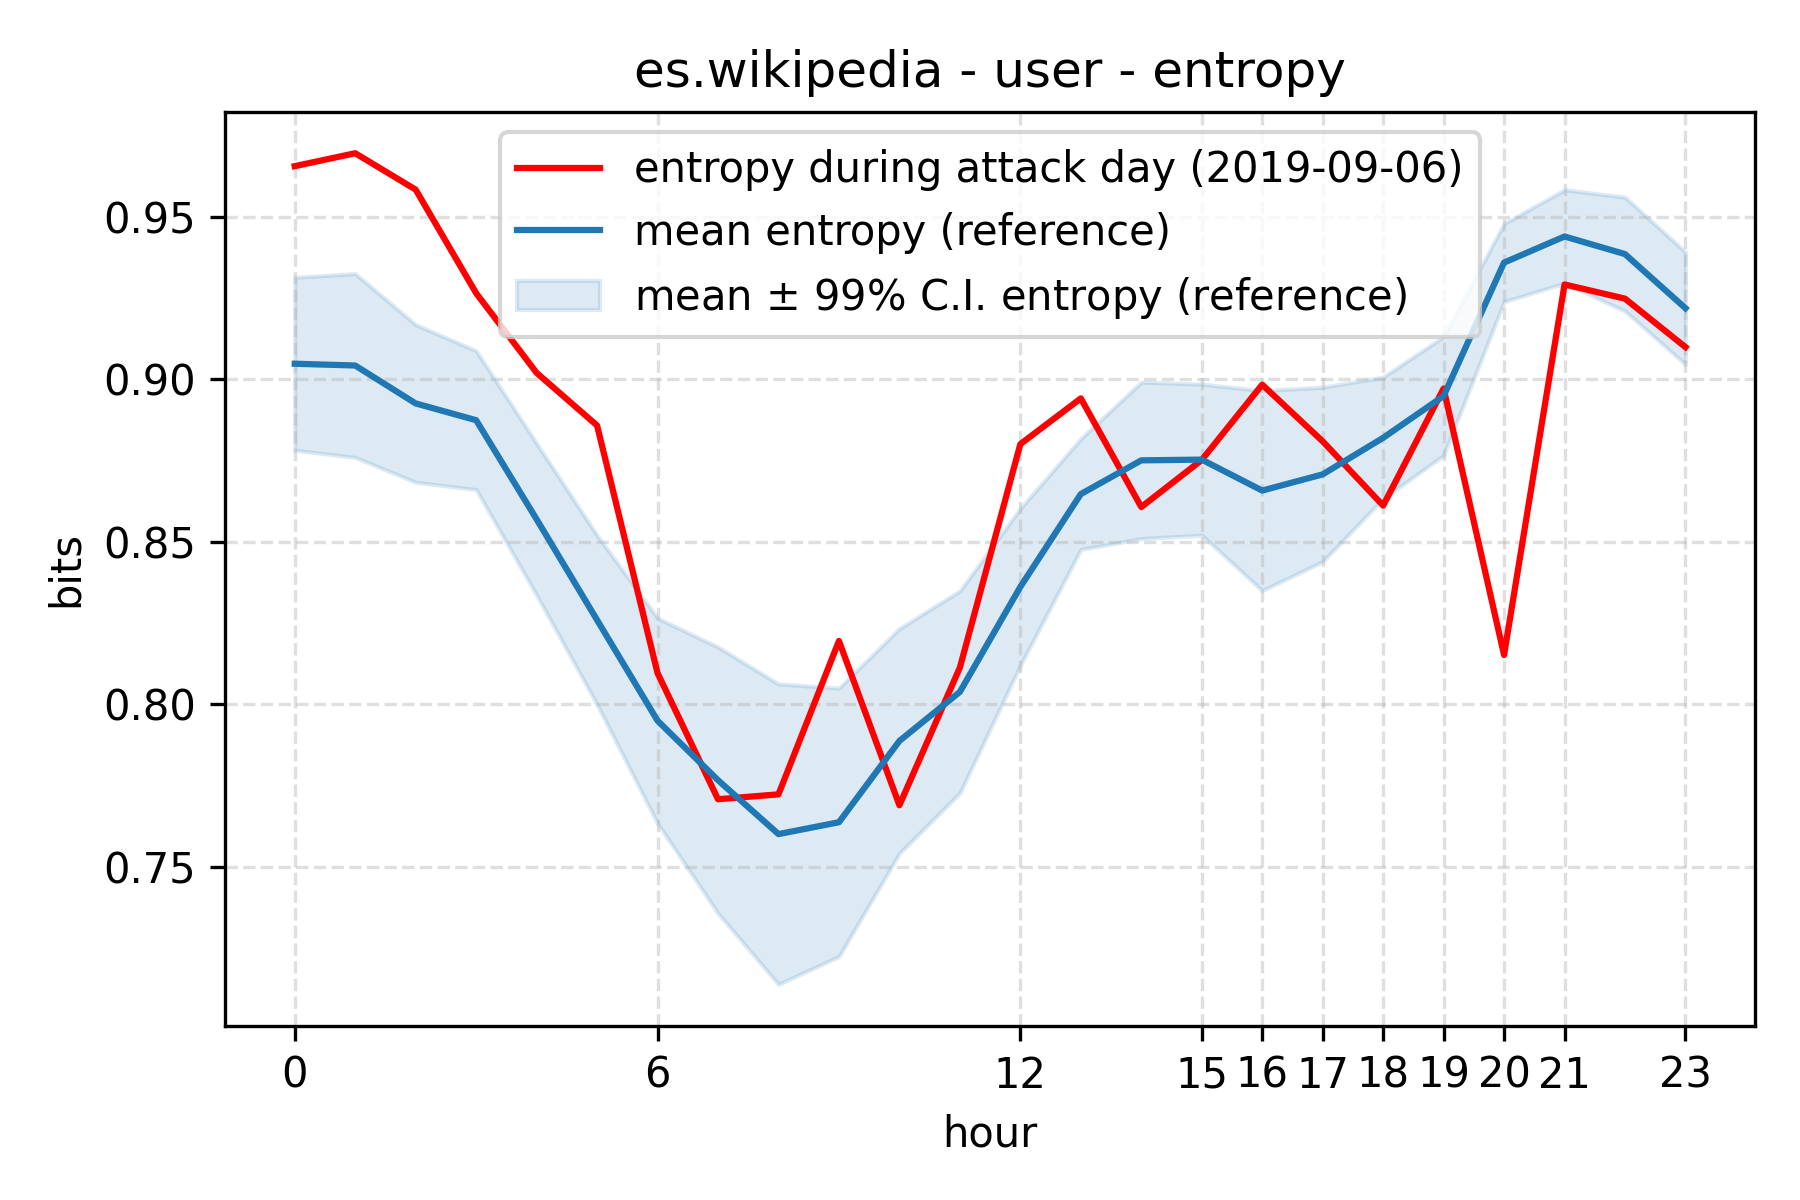 es.wikipedia - user - entropy
entropy during attack day (2019-09-06)
mean entropy (reference)
mean ± 99% C.I. entropy (reference)
bits
0.95
0.90
0.85
0.80
0.75
0 6 12 15 16 17 18 19 20 21 23
hour